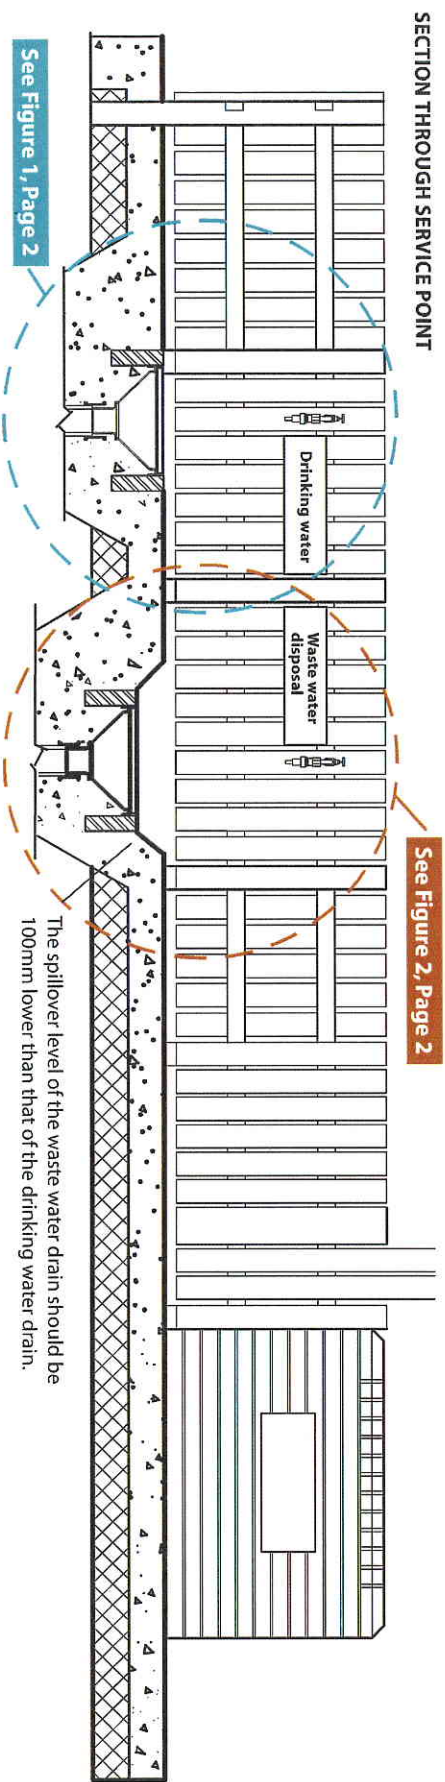 SECTION THROUGH SERVICE POINT
See Figure 1, Page 2
Drinking water
Waste water
disposal
See Figure 2, Page 2
The spillover level of the waste water drain should be
100mm lower than that of the drinking water drain.